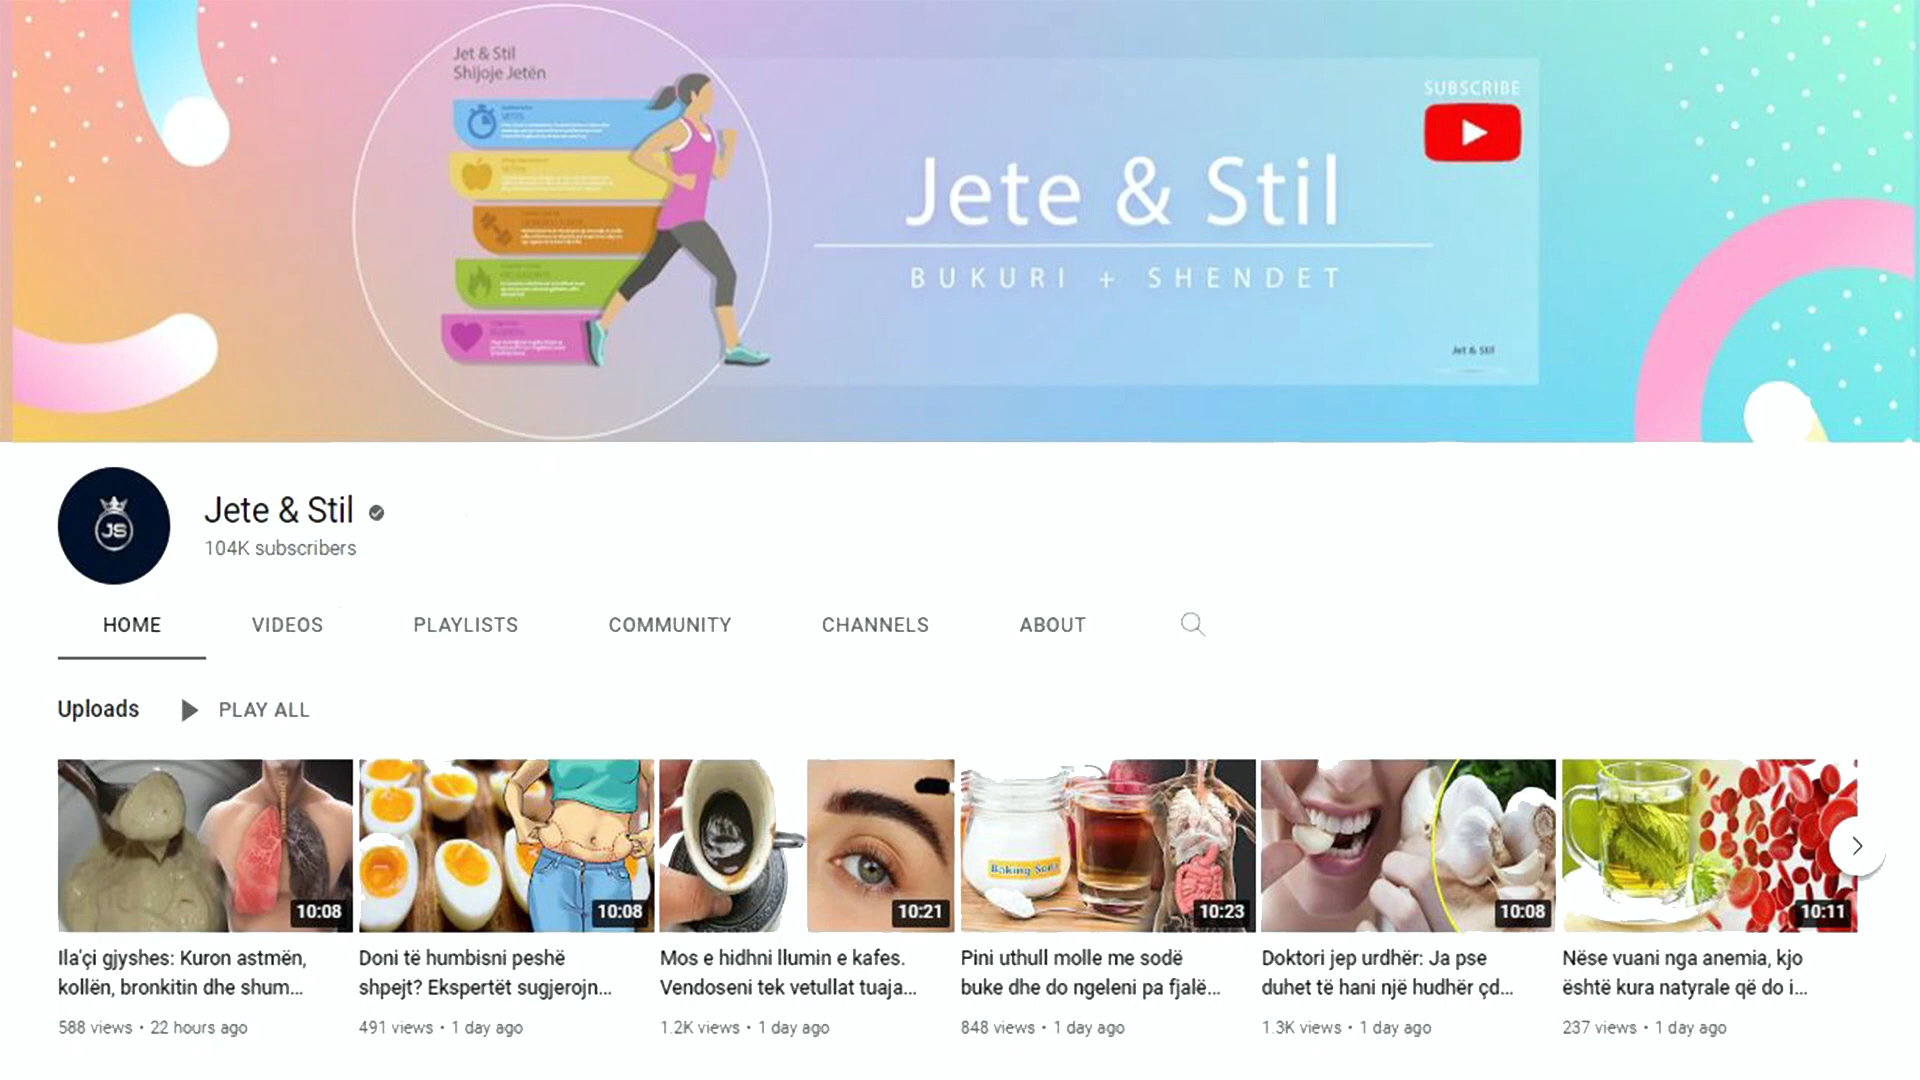 Jet & Stil
Shijoje Jetën
SUBSCRIBE
Jete & Stil
BUKURI + SHENDET
Jet & Stil
JS
Jete & Stil
104K subscribers
HOME VIDEOS PLAYLISTS COMMUNITY CHANNELS ABOUT
Uploads PLAY ALL
Baking Soda
10:08 10:08 10:21 10:23 10:08 10:11
Ila'çi gjyshes: Kuron astmën,
kollën, bronkitin dhe shum...
588 views • 22 hours ago
Doni të humbisni peshë
shpejt? Ekspertët sugjerojn...
491 views • 1 day ago
Mos e hidhni llumin e kafes.
Vendoseni tek vetullat tuaja...
1.2K views • 1 day ago
Pini uthull molle me sodë
buke dhe do ngeleni pa fjalë...
848 views • 1 day ago
Doktori jep urdhër: Ja pse
duhet të hani një hudhër çd...
1.3K views • 1 day ago
Nëse vuani nga anemia, kjo
është kura natyrale që do i...
237 views • 1 day ago